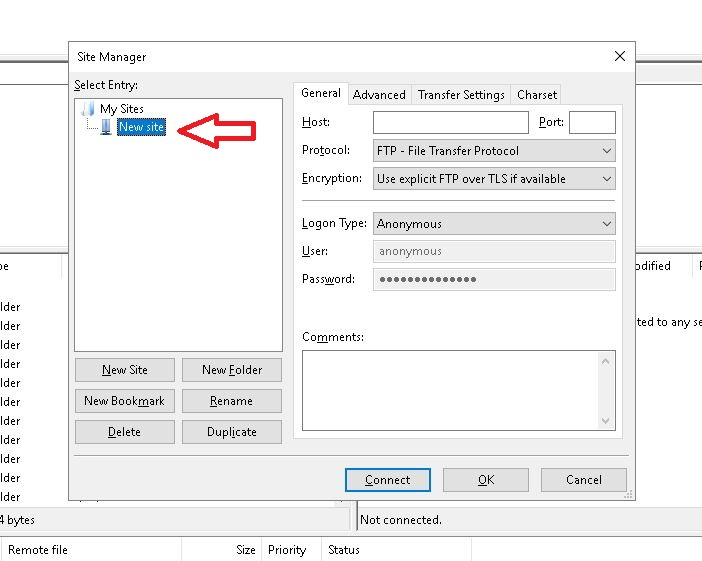 Site Manager
Select Entry:
My Sites
New site
New Site
New Folder
New Bookmark
Rename
Delete
Duplicate
General
Advanced
Transfer Settings
Charset
Host:
Port:
Protocol:
FTP - File Transfer Protocol
Encryption:
Use explicit FTP over TLS if available
Logon Type:
Anonymous
User:
anonymous
Password:
Comments:
Connect
OK
Cancel
pe
lder
lder
lder
lder
lder
lder
lder
lder
lder
lder
lder
odified
ted to any se
4 bytes
Not connected.
Remote file
Size
Priority
Status